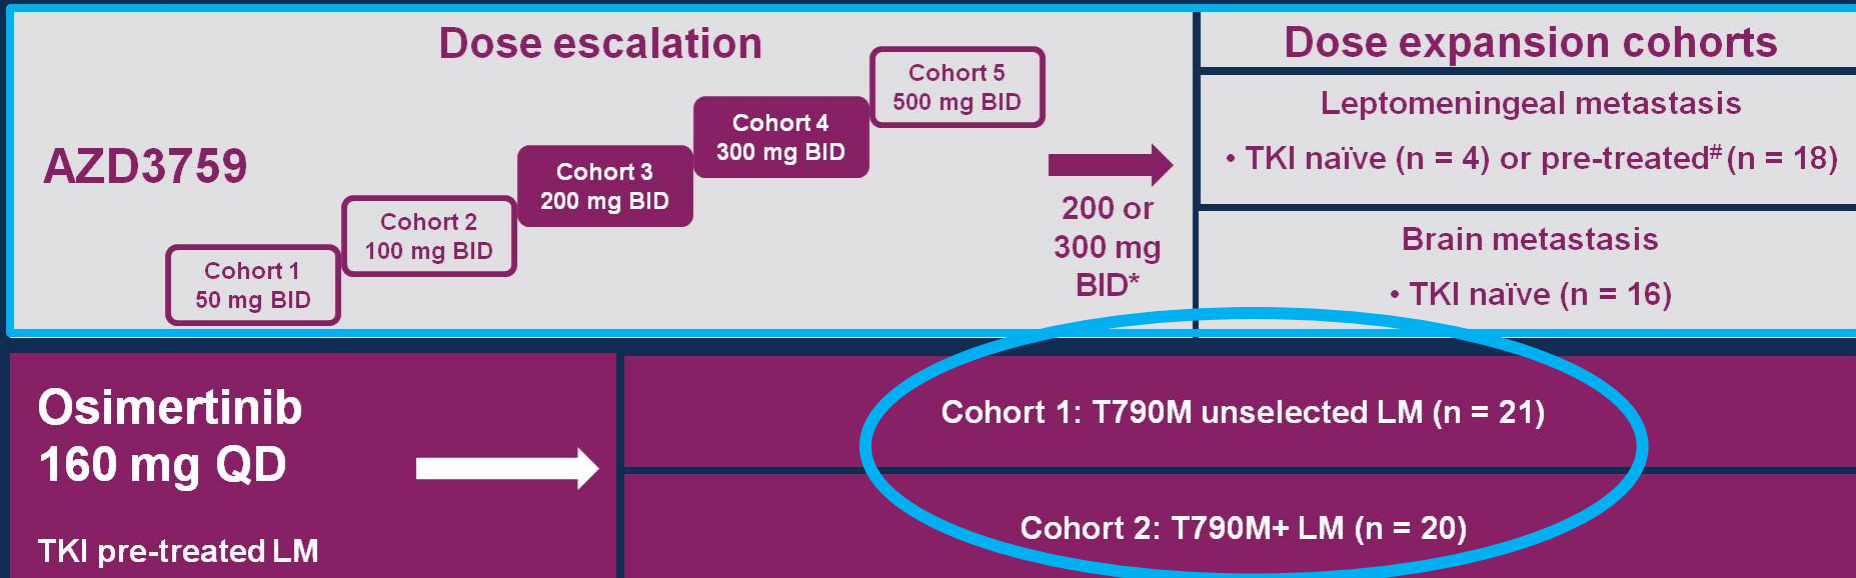 Dose escalation
AZD3759
Cohort 1
50 mg BID
Cohort 2
100 mg BID
Cohort 3
200 mg BID
Cohort 4
300 mg BID
Cohort 5
500 mg BID
200 or
300 mg
BID*
Dose expansion cohorts
Leptomeningeal metastasis
• TKI naïve (n = 4) or pre-treated# (n = 18)
Brain metastasis
• TKI naïve (n = 16)
Osimertinib
160 mg QD
TKI pre-treated LM
Cohort 1: T790M unselected LM (n = 21)
Cohort 2: T790M+ LM (n = 20)